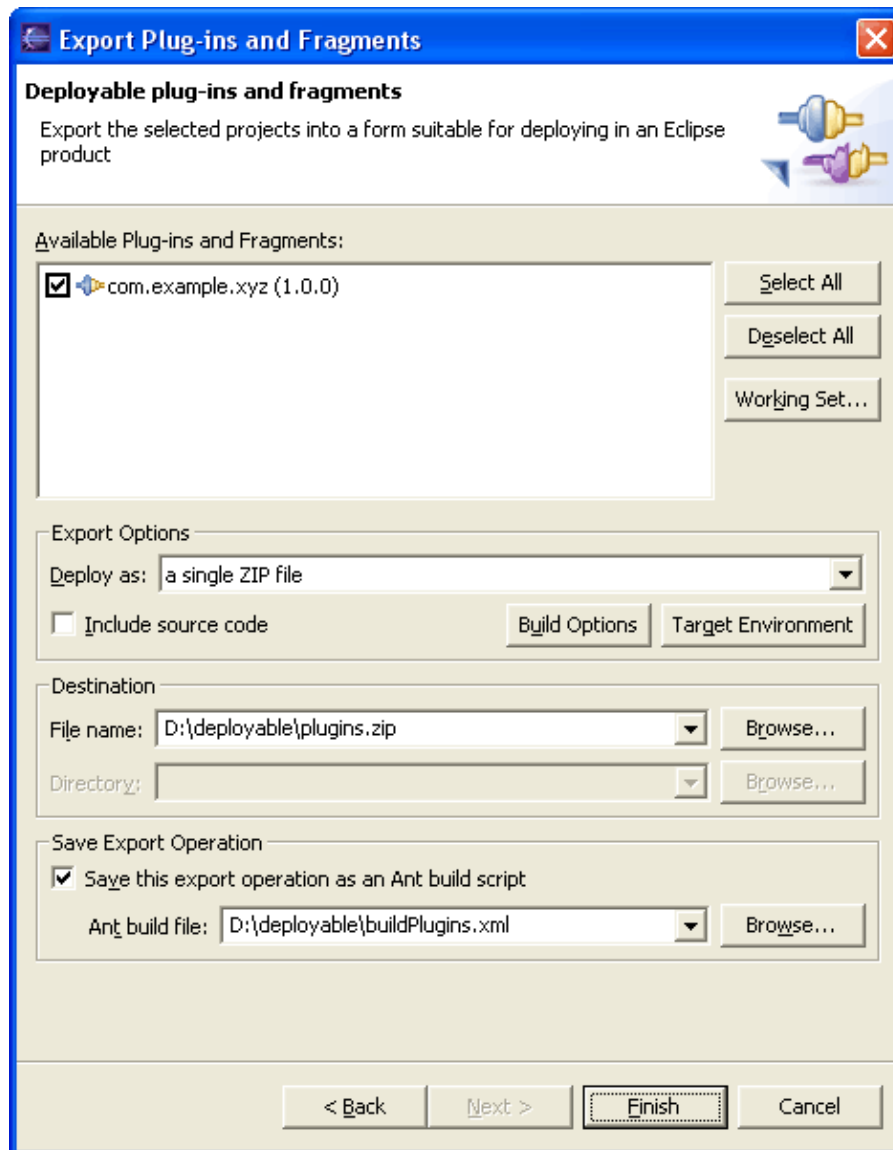 Export Plug-ins and Fragments
Deployable plug-ins and fragments
Export the selected projects into a form suitable for deploying in an Eclipse
product
Available Plug-ins and Fragments:
com.example.xyz (1.0.0)
Select All
Deselect All
Working Set...
Export Options
Deploy as: a single ZIP file
Include source code Build Options Target Environment
Destination
File name: D:\deployable\plugins.zip Browse...
Directory: Browse...
Save Export Operation
Save this export operation as an Ant build script
Ant build file: D:\deployable\buildPlugins.xml Browse...
< Back Next > Finish Cancel